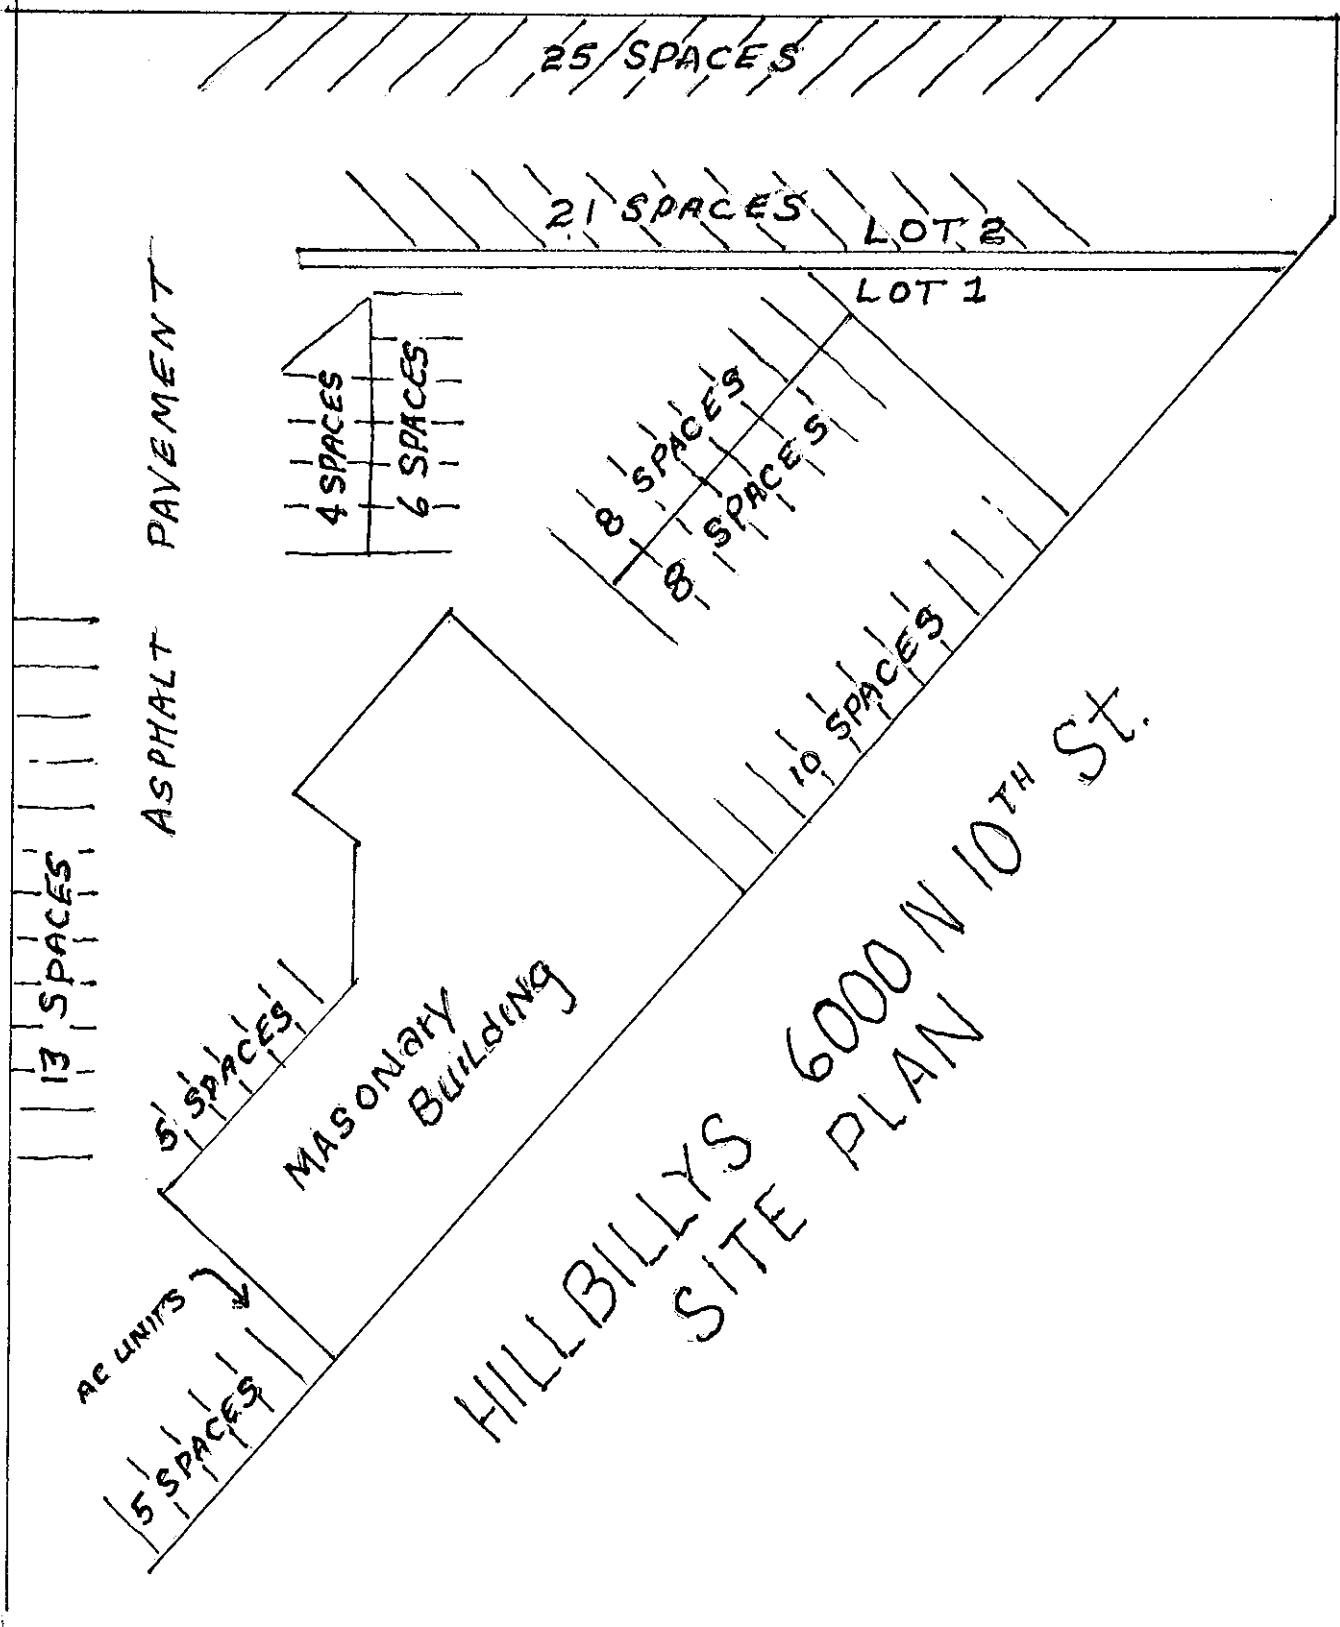 25 SPACES
21 SPACES
LOT 2
LOT 1
ASPHALT PAVEMENT
4 SPACES
6 SPACES
8 SPACES
8 SPACES
10 SPACES
13 SPACES
5 SPACES
MASONARY
BUILDING
AC UNITS
5 SPACES
HILLBILLYS 6000 N 10TH St.
SITE PLAN